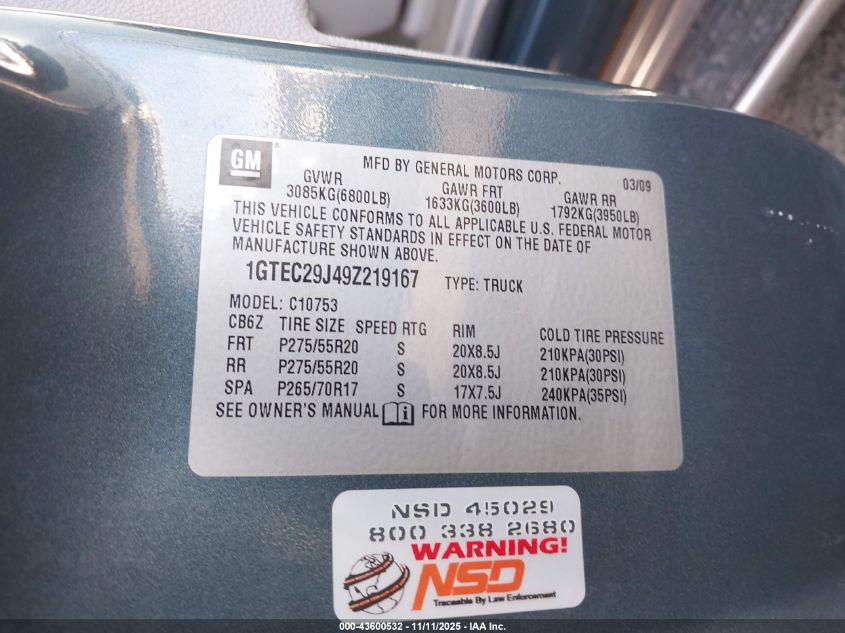 GM
MFD BY GENERAL MOTORS CORP. 03/09
GVWR GAWR FRT GAWR RR
3085KG(6800LB) 1633KG(3600LB) 1792KG(3950LB)
THIS VEHICLE CONFORMS TO ALL APPLICABLE U.S. FEDERAL MOTOR
VEHICLE SAFETY STANDARDS IN EFFECT ON THE DATE OF
MANUFACTURE SHOWN ABOVE.
1GTEC29J49Z219167 TYPE: TRUCK
MODEL: C10753
CB6Z TIRE SIZE SPEED RTG RIM COLD TIRE PRESSURE
FRT P275/55R20 S 20X8.5J 210KPA(30PSI)
RR P275/55R20 S 20X8.5J 210KPA(30PSI)
SPA P265/70R17 S 17X7.5J 240KPA(35PSI)
SEE OWNER'S MANUAL FOR MORE INFORMATION.
NSD 45029
800 338 2680
WARNING!
NSD
Traceable By Law Enforcement
000-43600532 - 11/11/2025 - IAA Inc.